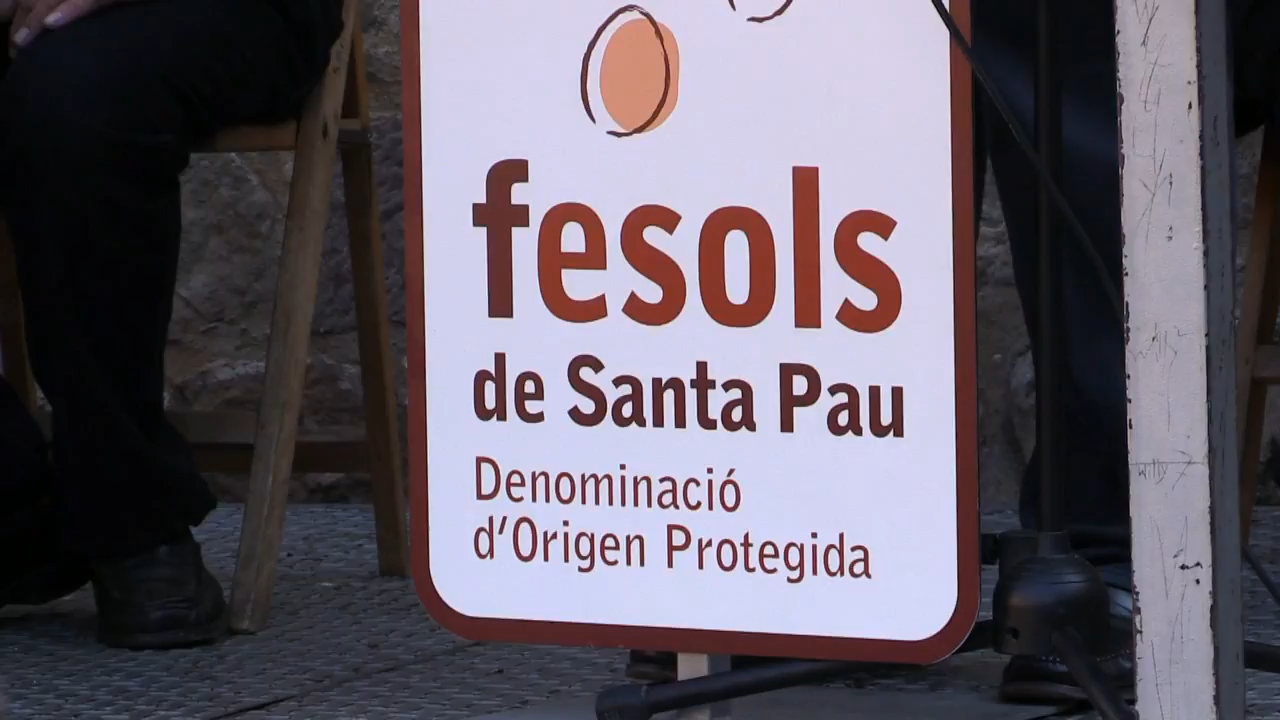 fesols
de Santa Pau
Denominació
d'Origen Protegida